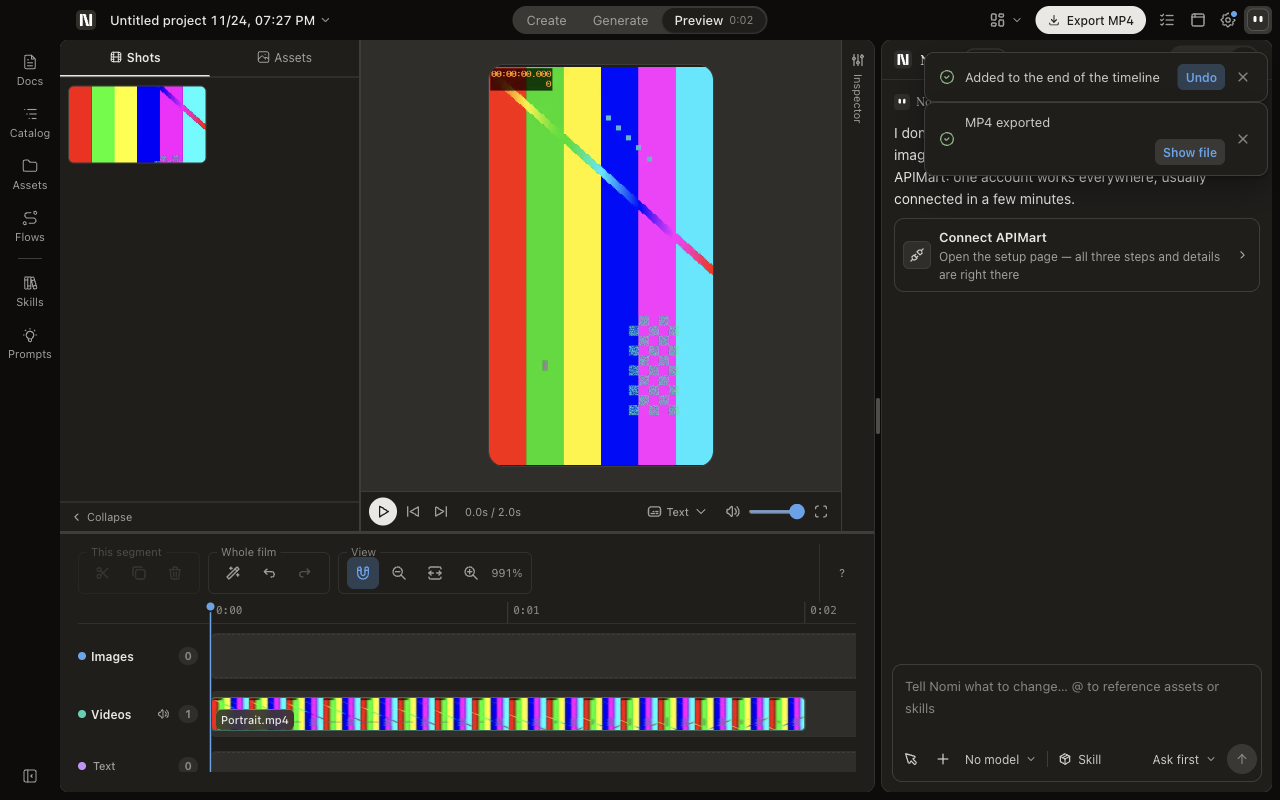 Untitled project 11/24, 07:27 PM
Create
Generate
Preview 0:02
Export MP4
Docs
Catalog
Assets
Flows
Skills
Prompts
Shots
Assets
Collapse
00:00:00.000
0
Inspector
0.0s / 2.0s
Text
Added to the end of the timeline
Undo
MP4 exported
Show file
I don
imag
APIMart: one account works everywhere, usually
connected in a few minutes.
Connect APIMart
Open the setup page — all three steps and details
are right there
This segment
Whole film
View
991%
?
0:00
0:01
0:02
Images
0
Videos
1
Portrait.mp4
Text
0
Tell Nomi what to change... @ to reference assets or
skills
No model
Skill
Ask first